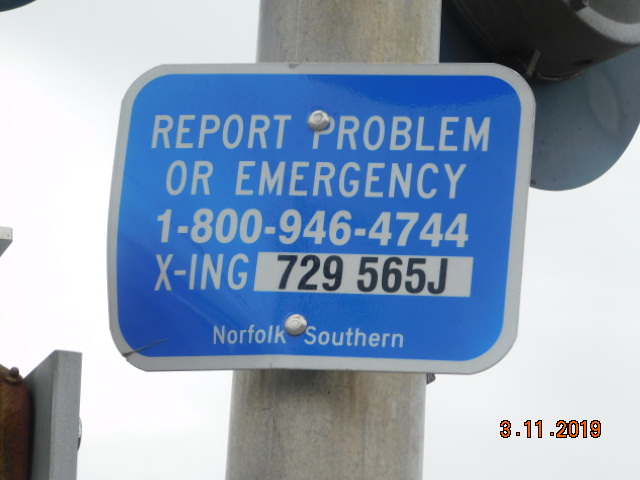 REPORT PROBLEM
OR EMERGENCY
1-800-946-4744
X-ING 729 565J
Norfolk Southern
3.11.2019